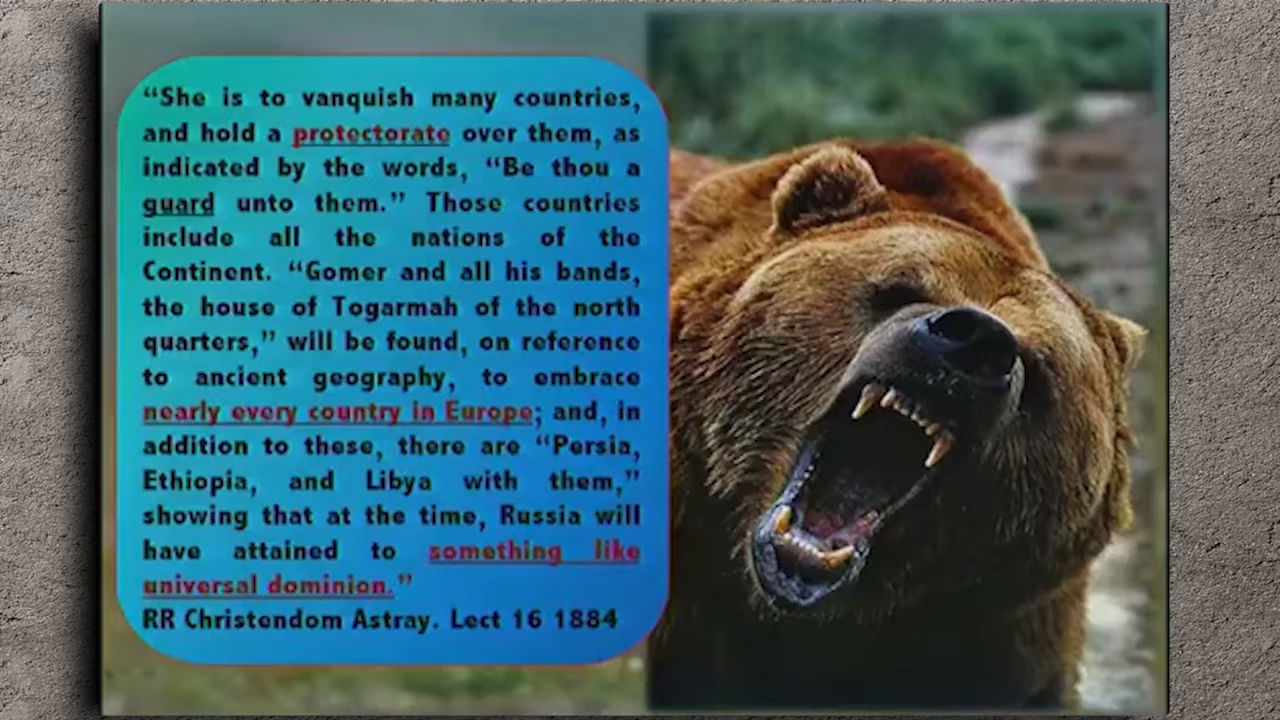 “She is to vanquish many countries,
and hold a protectorate over them, as
indicated by the words, “Be thou a
guard unto them.” Those countries
include all the nations of the
Continent. “Gomer and all his bands,
the house of Togarmah of the north
quarters,” will be found, on reference
to ancient geography, to embrace
nearly every country in Europe; and, in
addition to these, there are “Persia,
Ethiopia, and Libya with them,”
showing that at the time, Russia will
have attained to something like
universal dominion.”
RR Christendom Astray. Lect 16 1884